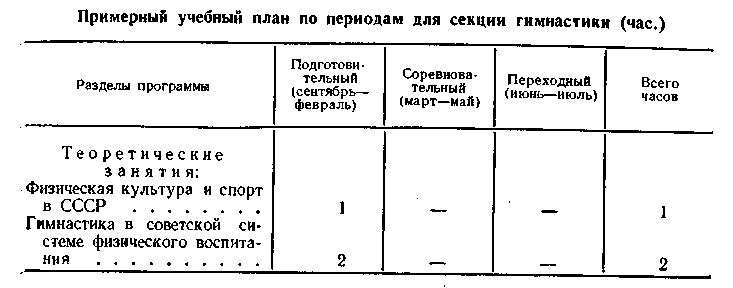 Примерный учебный план по периодам для секции гимнастики (час.)
Разделы программы
Подготови-
тельный
(сентябрь—
февраль)
Соревнова-
тельный
(март—май)
Переходный
(июнь—июль)
Всего
часов
Теоретические
занятия:
Физическая культура и спорт
в СССР . . . . . . . . 1 — — 1
Гимнастика в советской си-
стеме физического воспита-
ния . . . . . . . . . . 2 — — 2